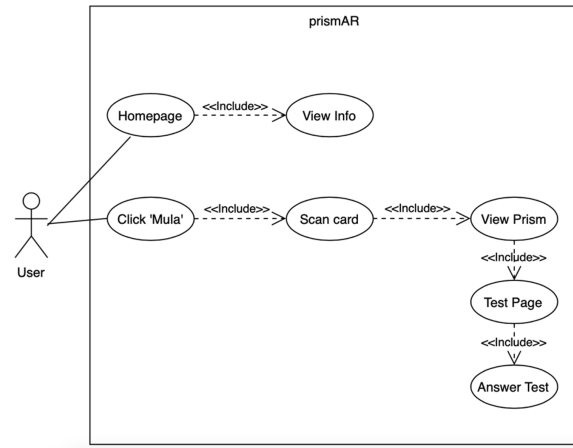 prismAR
Homepage
<<Include>>
View Info
Click 'Mula'
<<Include>>
Scan card
<<Include>>
View Prism
User
<<Include>>
Test Page
<<Include>>
Answer Test